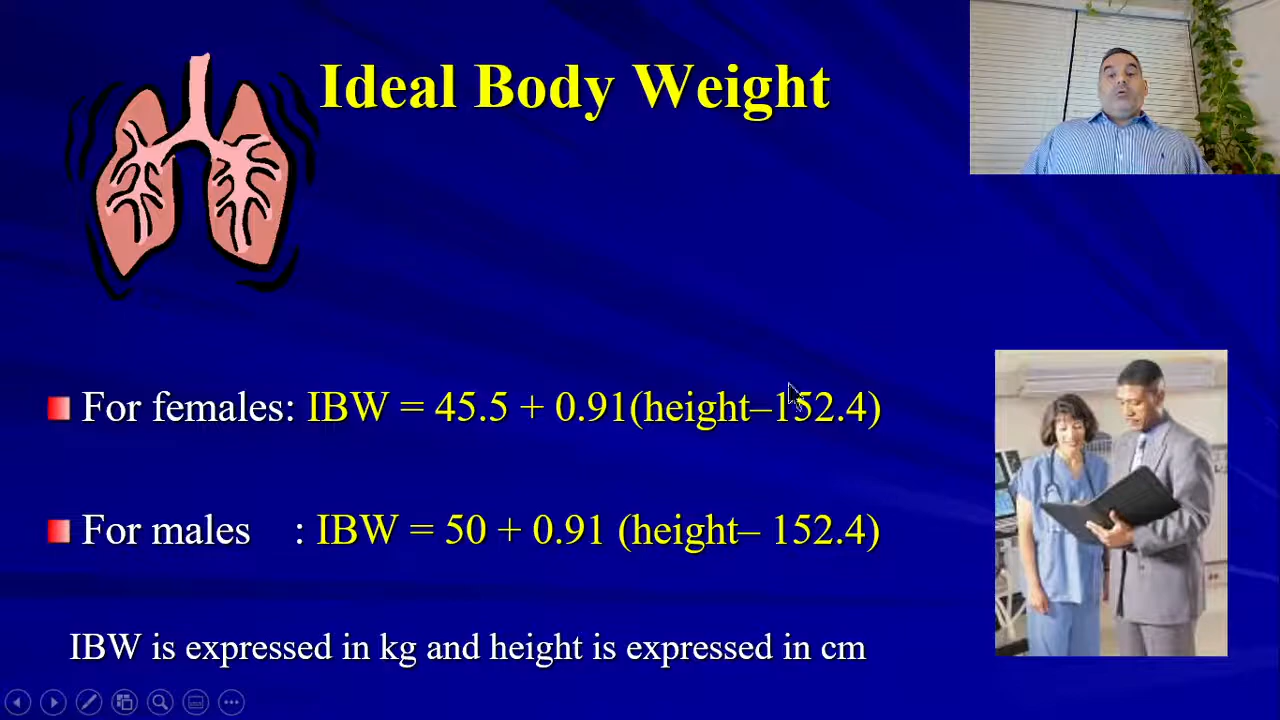 Ideal Body Weight
For females: IBW = 45.5 + 0.91(height–152.4)
For males : IBW = 50 + 0.91 (height– 152.4)
IBW is expressed in kg and height is expressed in cm